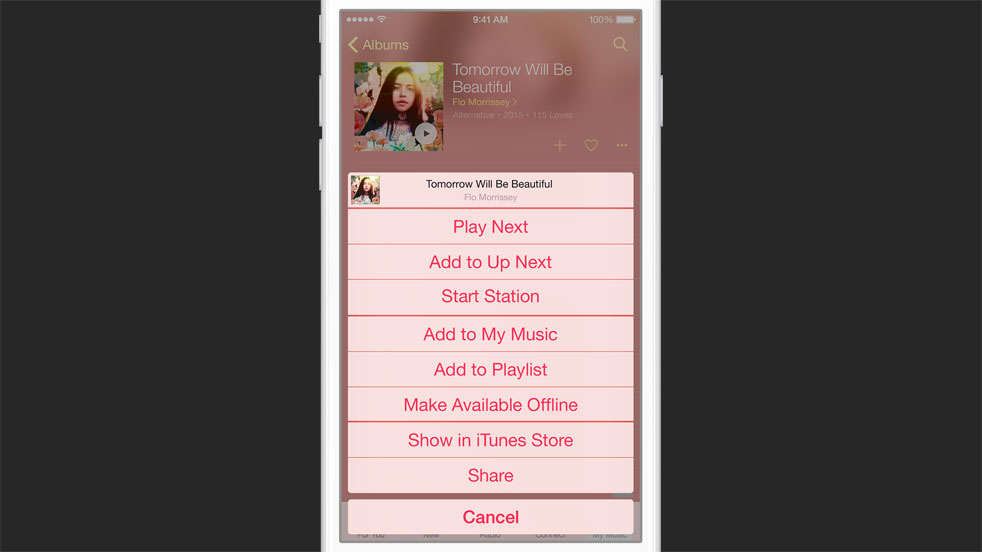 9:41 AM 100%
Albums
Tomorrow Will Be
Beautiful
Flo Morrissey
Alternative • 2015 • 115 Loves
Tomorrow Will Be Beautiful
Flo Morrissey
Play Next
Add to Up Next
Start Station
Add to My Music
Add to Playlist
Make Available Offline
Show in iTunes Store
Share
Cancel
For You New Radio Connect My Music